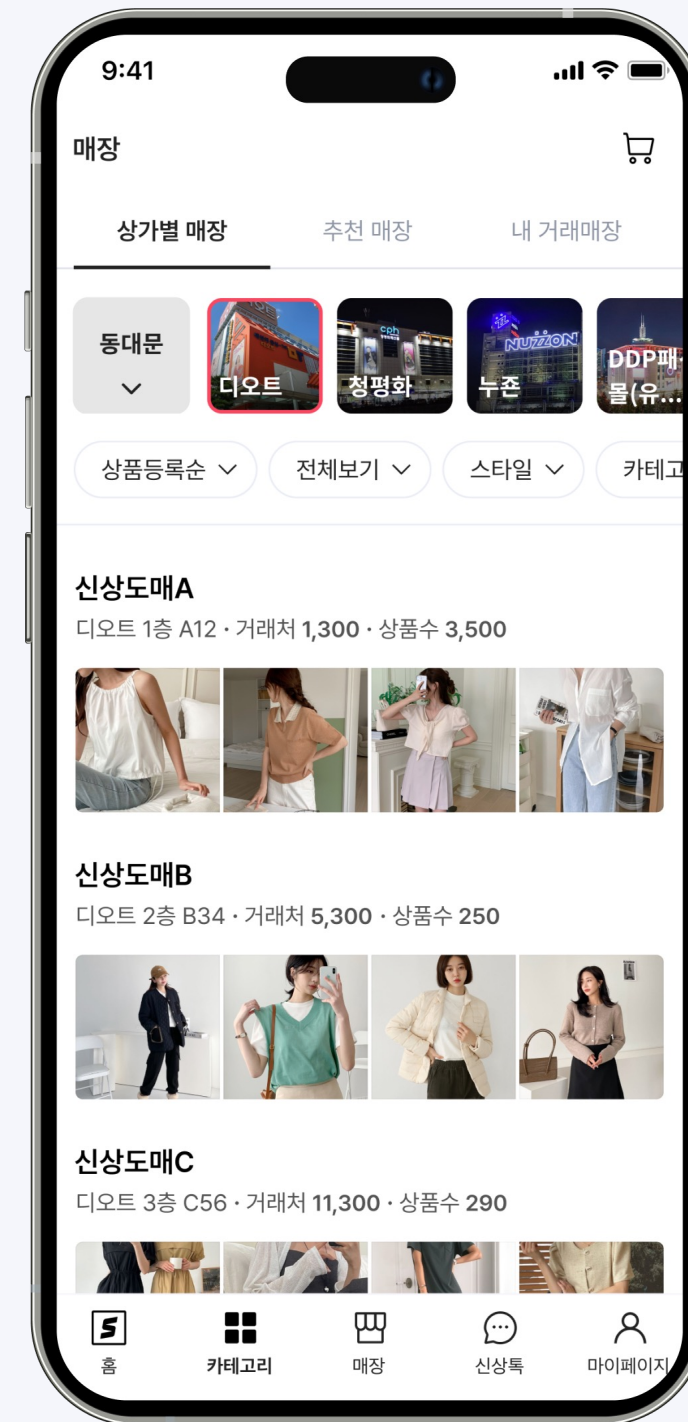 9:41
매장
상가별 매장 추천 매장 내 거래매장
동대문
디오트
cph
청평화
NUZZON
누죤
DDP패
몰(유...
상품등록순 전체보기 스타일 카테고
신상도매A
디오트 1층 A12 · 거래처 1,300 · 상품수 3,500
신상도매B
디오트 2층 B34 · 거래처 5,300 · 상품수 250
신상도매C
디오트 3층 C56 · 거래처 11,300 · 상품수 290
홈 카테고리 매장 신상톡 마이페이지